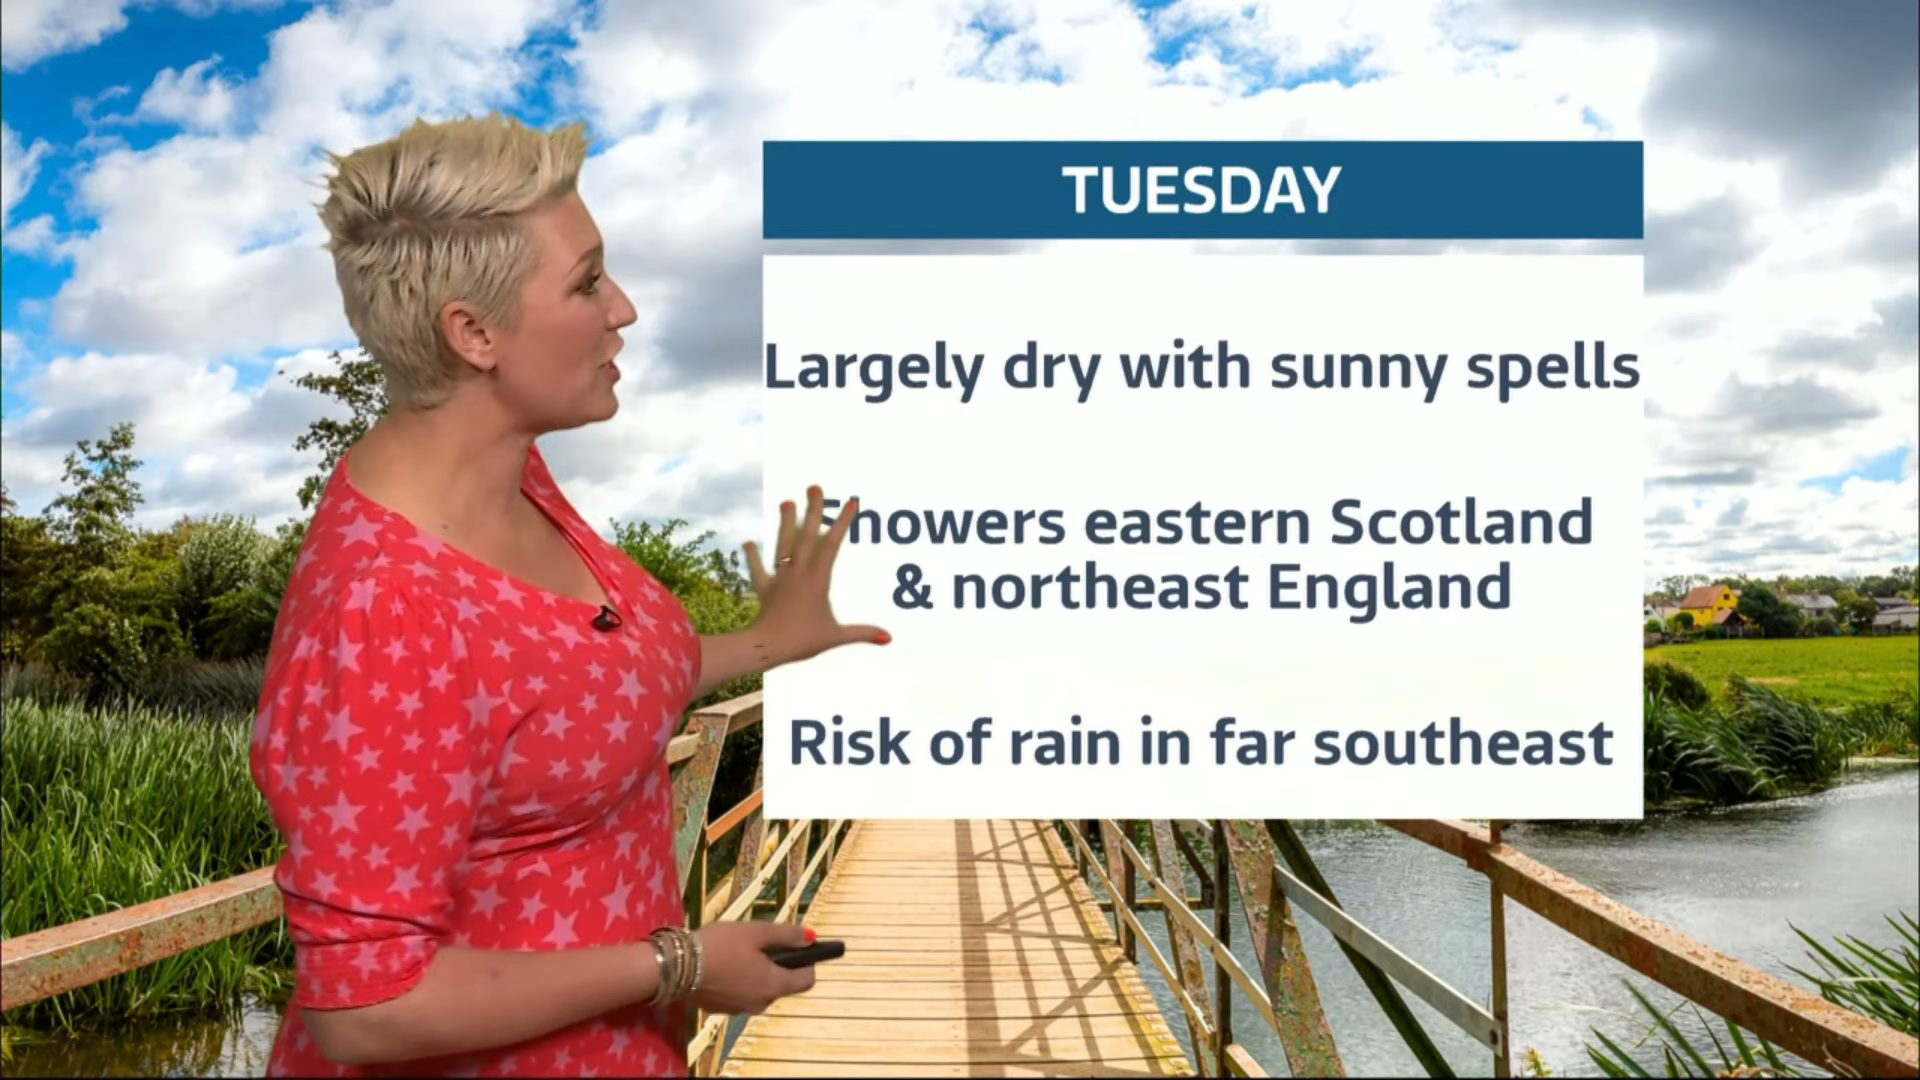 TUESDAY
Largely dry with sunny spells
Showers eastern Scotland
& northeast England
Risk of rain in far southeast